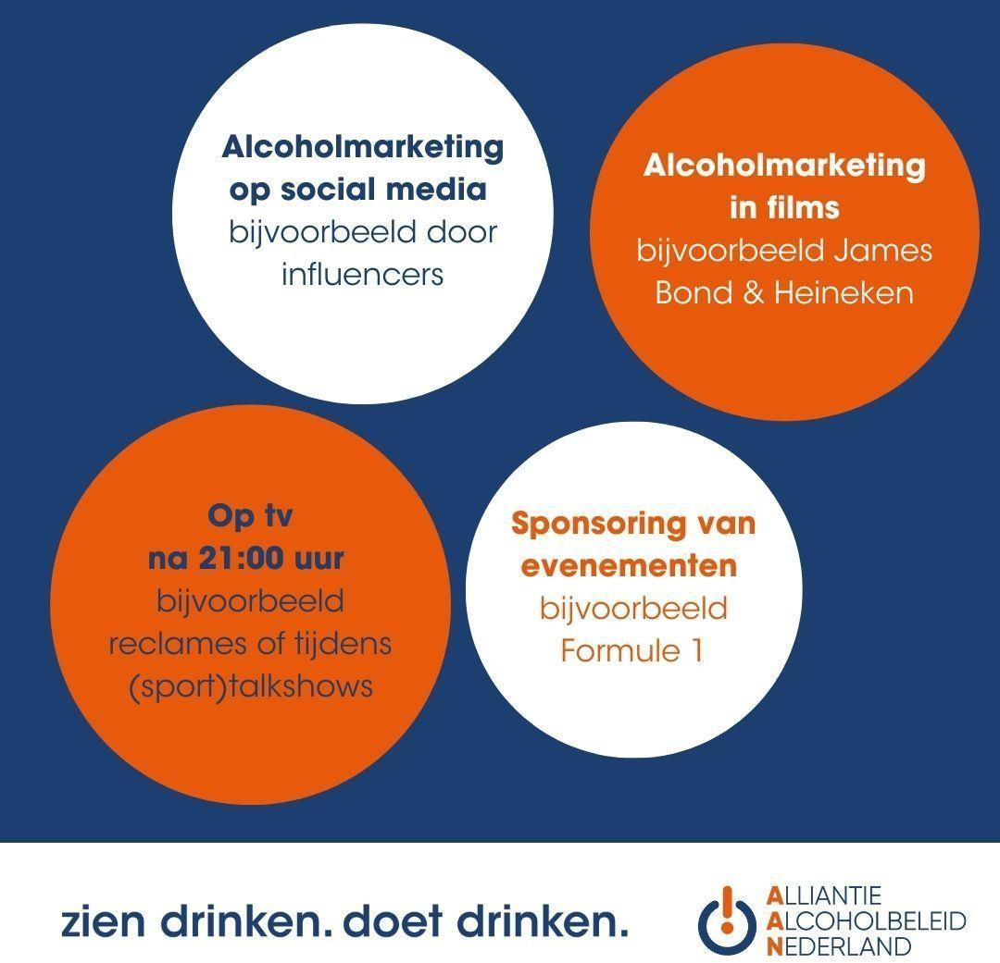 Alcoholmarketing
op social media
bijvoorbeeld door
influencers
Alcoholmarketing
in films
bijvoorbeeld James
Bond & Heineken
Op tv
na 21:00 uur
bijvoorbeeld
reclames of tijdens
(sport)talkshows
Sponsoring van
evenementen
bijvoorbeeld
Formule 1
zien drinken. doet drinken.
ALLIANTIE
ALCOHOLBELEID
NEDERLAND